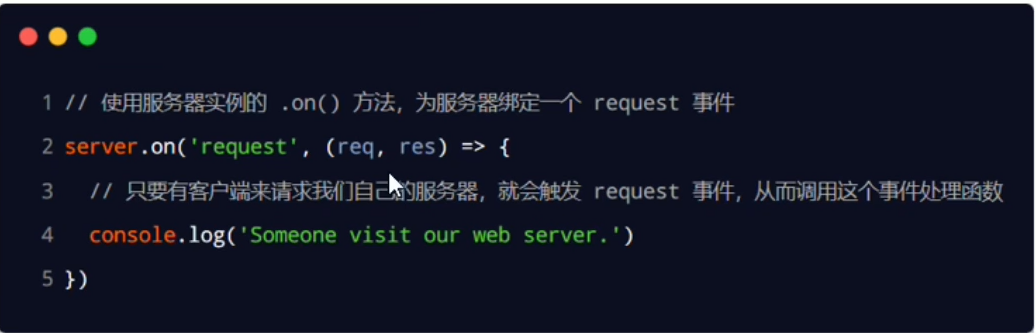 1 // 使用服务器实例的 .on() 方法，为服务器绑定一个 request 事件
2 server.on('request', (req, res) => {
3   // 只要有客户端来请求我们自己的服务器，就会触发 request 事件，从而调用这个事件处理函数
4   console.log('Someone visit our web server.')
5 })